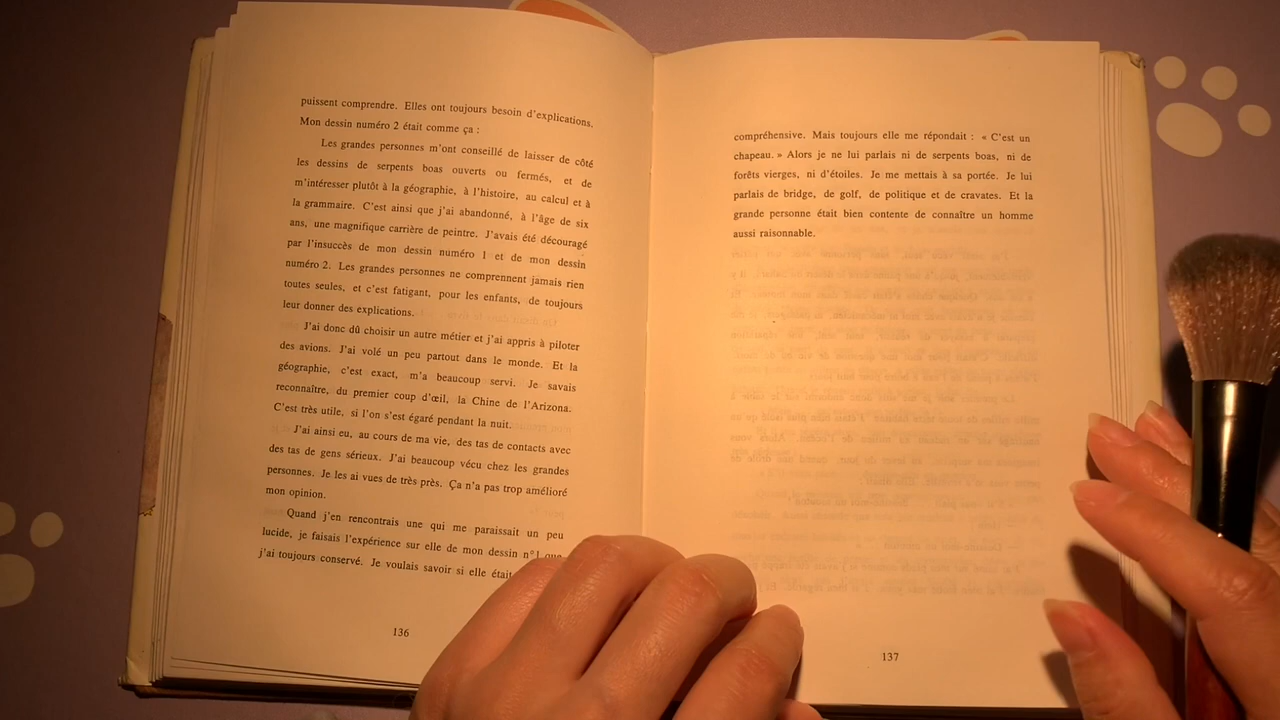 puissent comprendre. Elles ont toujours besoin d'explications.
Mon dessin numéro 2 était comme ça :
Les grandes personnes m'ont conseillé de laisser de côté
les dessins de serpents boas ouverts ou fermés, et de
m'intéresser plutôt à la géographie, à l'histoire, au calcul et à
la grammaire. C'est ainsi que j'ai abandonné, à l'âge de six
ans, une magnifique carrière de peintre. J'avais été découragé
par l'insuccès de mon dessin numéro 1 et de mon dessin
numéro 2. Les grandes personnes ne comprennent jamais rien
toutes seules, et c'est fatigant, pour les enfants, de toujours
leur donner des explications.
J'ai donc dû choisir un autre métier et j'ai appris à piloter
des avions. J'ai volé un peu partout dans le monde. Et la
géographie, c'est exact, m'a beaucoup servi. Je savais
reconnaître, du premier coup d'œil, la Chine de l'Arizona.
C'est très utile, si l'on s'est égaré pendant la nuit.
J'ai ainsi eu, au cours de ma vie, des tas de contacts avec
des tas de gens sérieux. J'ai beaucoup vécu chez les grandes
personnes. Je les ai vues de très près. Ça n'a pas trop amélioré
mon opinion.
Quand j'en rencontrais une qui me paraissait un peu
lucide, je faisais l'expérience sur elle de mon dessin n° 1 que
j'ai toujours conservé. Je voulais savoir si elle était
136
compréhensive. Mais toujours elle me répondait : « C'est un
chapeau. » Alors je ne lui parlais ni de serpents boas, ni de
forêts vierges, ni d'étoiles. Je me mettais à sa portée. Je lui
parlais de bridge, de golf, de politique et de cravates. Et la
grande personne était bien contente de connaître un homme
aussi raisonnable.
137